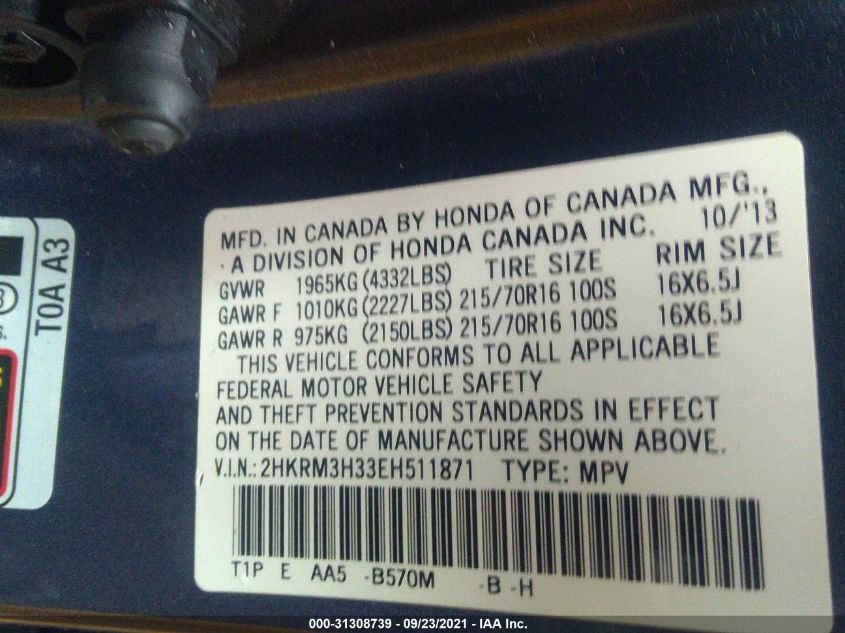 MFD. IN CANADA BY HONDA OF CANADA MFG.,
A DIVISION OF HONDA CANADA INC. 10/'13
GVWR 1965KG (4332LBS) TIRE SIZE RIM SIZE
GAWR F 1010KG (2227LBS) 215/70R16 100S 16X6.5J
GAWR R 975KG (2150LBS) 215/70R16 100S 16X6.5J
THIS VEHICLE CONFORMS TO ALL APPLICABLE
FEDERAL MOTOR VEHICLE SAFETY
AND THEFT PREVENTION STANDARDS IN EFFECT
ON THE DATE OF MANUFACTURE SHOWN ABOVE.
V.I.N.: 2HKRM3H33EH511871 TYPE: MPV
T1P E AA5 -B570M -B -H
T0A A3
000-31308739 - 09/23/2021 - IAA Inc.